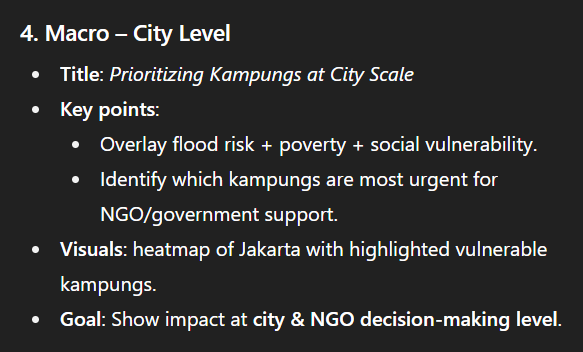 4. Macro – City Level
• Title: Prioritizing Kampungs at City Scale
• Key points:
• Overlay flood risk + poverty + social vulnerability.
• Identify which kampungs are most urgent for
NGO/government support.
• Visuals: heatmap of Jakarta with highlighted vulnerable
kampungs.
• Goal: Show impact at city & NGO decision-making level.